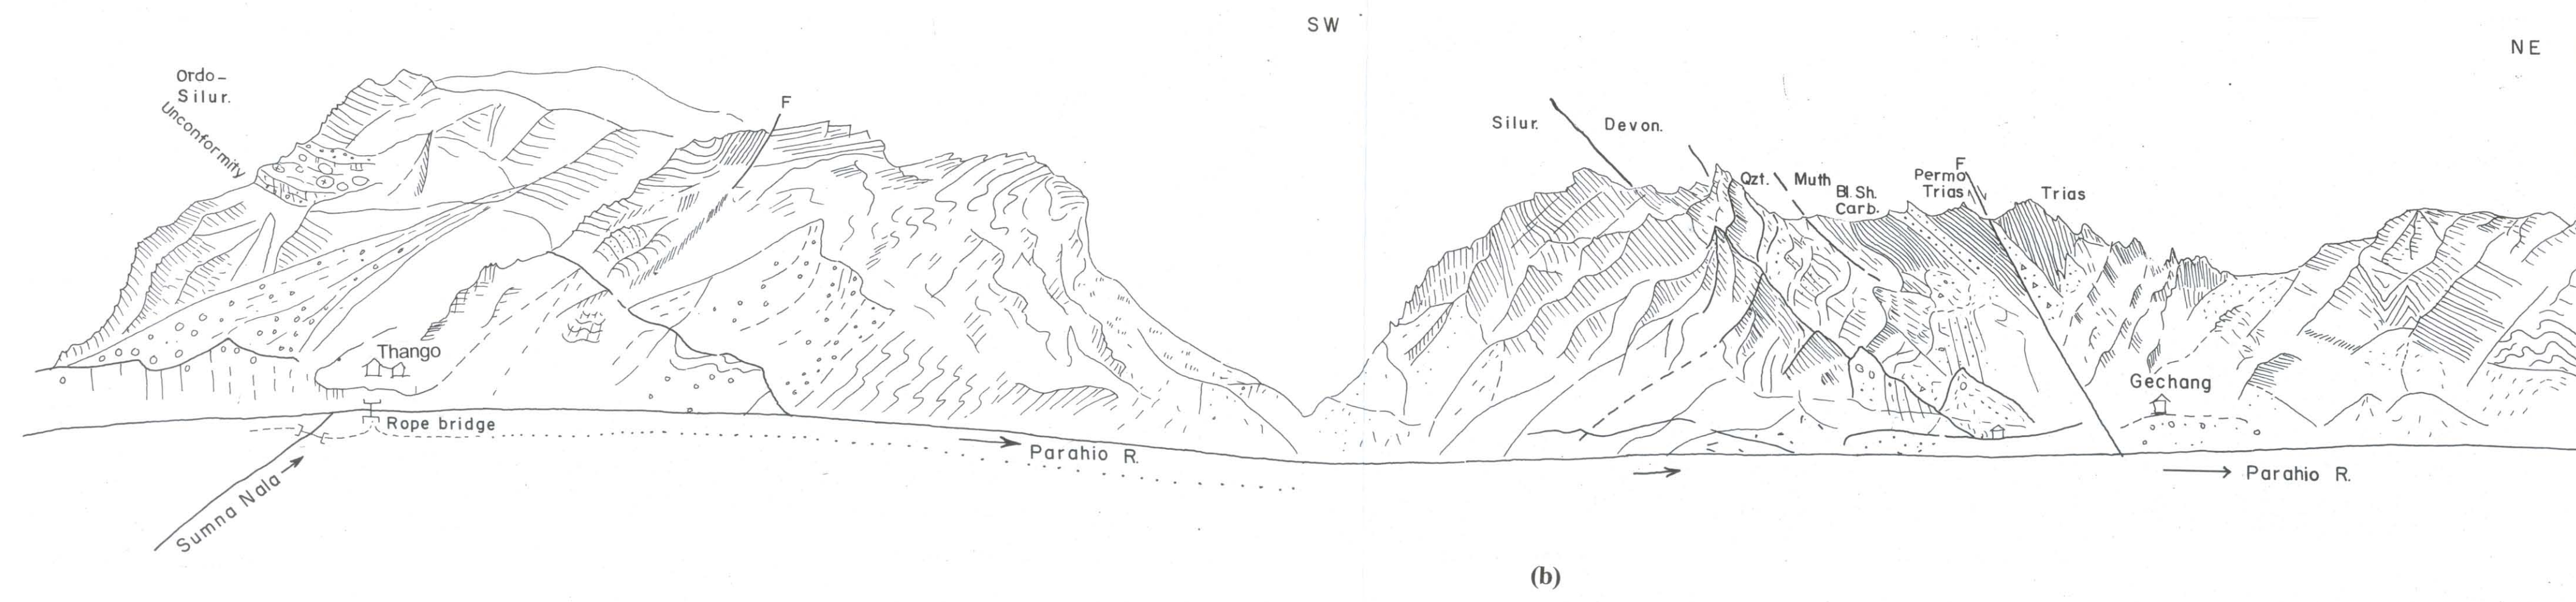 SW
NE
Ordo-
Silur.
Unconformity
F
Silur.
Devon.
Qzt.
Muth
Bl. Sh.
Carb.
F
Permo
Trias
Trias
Thango
Rope bridge
Gechang
Parahio R.
Parahio R.
Sumna Nala
(b)